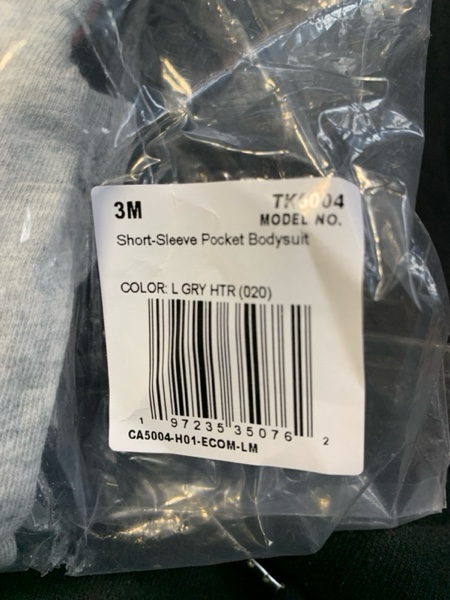 3M
TK5004
MODEL NO.
Short-Sleeve Pocket Bodysuit
COLOR: L GRY HTR (020)
1 97235 35076 2
CA5004-H01-ECOM-LM